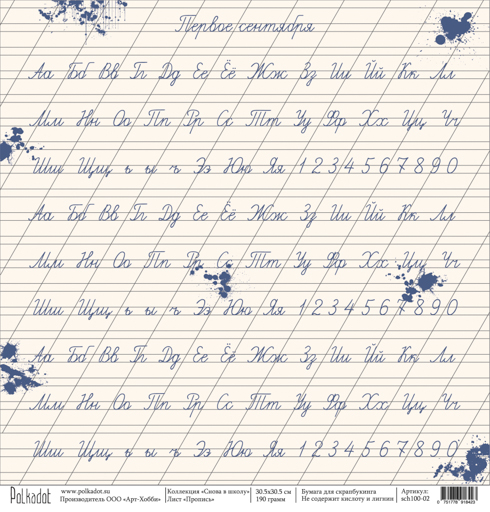 Первое сентября
Аа Бб Вв Гг Дд Ее Ёё Жж Зз Ии Йй Кк Лл
Мм Нн Оо Пп Рр Сс Тт Уу Фф Хх Цц Чч
Шш Щщ ь ы ъ Ээ Юю Яя 1 2 3 4 5 6 7 8 9 0
Аа Бб Вв Гг Дд Ее Ёё Жж Зз Ии Йй Кк Лл
Мм Нн Оо Пп Рр Сс Тт Уу Фф Хх Цц Чч
Шш Щщ ь ы ъ Ээ Юю Яя 1 2 3 4 5 6 7 8 9 0
Аа Бб Вв Гг Дд Ее Ёё Жж Зз Ии Йй Кк Лл
Мм Нн Оо Пп Рр Сс Тт Уу Фф Хх Цц Чч
Шш Щщ ь ы ъ Ээ Юю Яя 1 2 3 4 5 6 7 8 9 0
Polkadot
www.polkadot.su
Производитель ООО «Арт-Хобби»
Коллекция «Снова в школу»
Лист «Пропись»
30.5х30.5 см
190 грамм
Бумага для скрапбукинга
Не содержит кислоту и лигнин
Артикул:
sch100-02